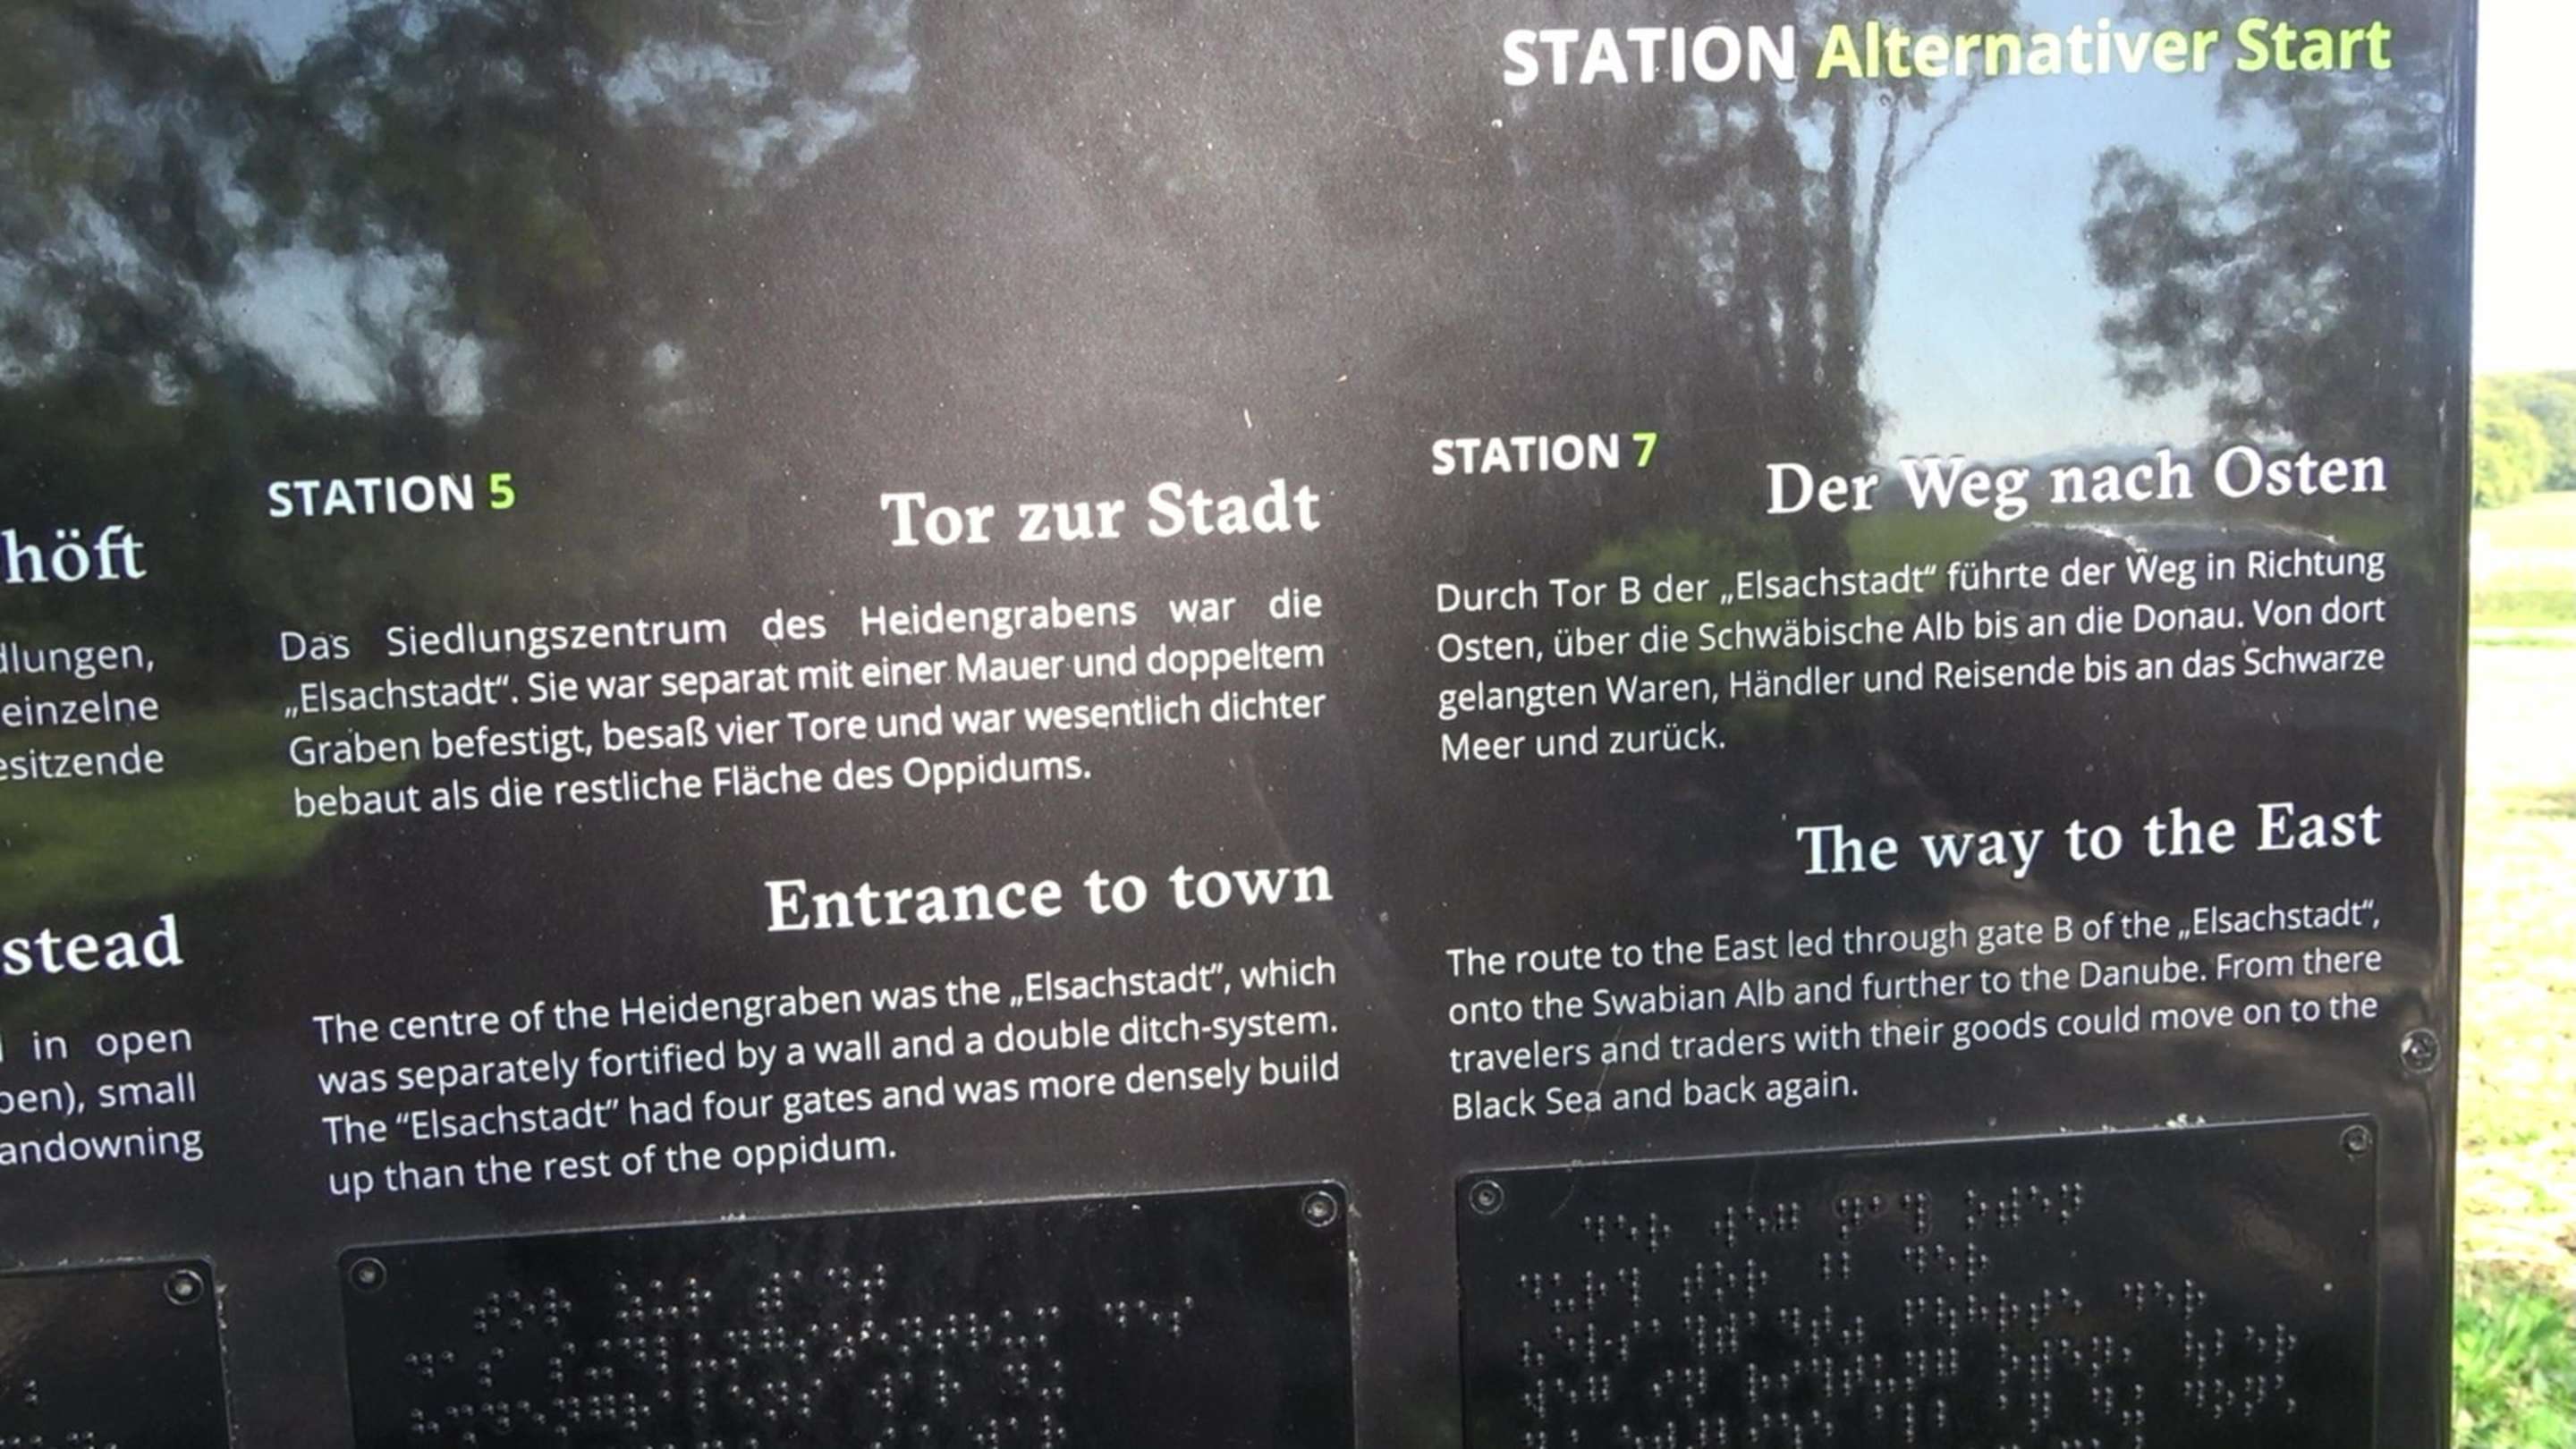 STATION Alternativer Start
höft
dlungen,
einzelne
esitzende
stead
in open
ben), small
andowning
STATION 5
Tor zur Stadt
Das Siedlungszentrum des Heidengrabens war die
„Elsachstadt“. Sie war separat mit einer Mauer und doppeltem
Graben befestigt, besaß vier Tore und war wesentlich dichter
bebaut als die restliche Fläche des Oppidums.
Entrance to town
The centre of the Heidengraben was the „Elsachstadt”, which
was separately fortified by a wall and a double ditch-system.
The “Elsachstadt” had four gates and was more densely build
up than the rest of the oppidum.
STATION 7
Der Weg nach Osten
Durch Tor B der „Elsachstadt“ führte der Weg in Richtung
Osten, über die Schwäbische Alb bis an die Donau. Von dort
gelangten Waren, Händler und Reisende bis an das Schwarze
Meer und zurück.
The way to the East
The route to the East led through gate B of the „Elsachstadt“,
onto the Swabian Alb and further to the Danube. From there
travelers and traders with their goods could move on to the
Black Sea and back again.